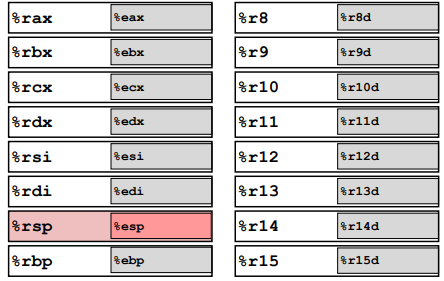 %rax %eax %r8 %r8d
%rbx %ebx %r9 %r9d
%rcx %ecx %r10 %r10d
%rdx %edx %r11 %r11d
%rsi %esi %r12 %r12d
%rdi %edi %r13 %r13d
%rsp %esp %r14 %r14d
%rbp %ebp %r15 %r15d